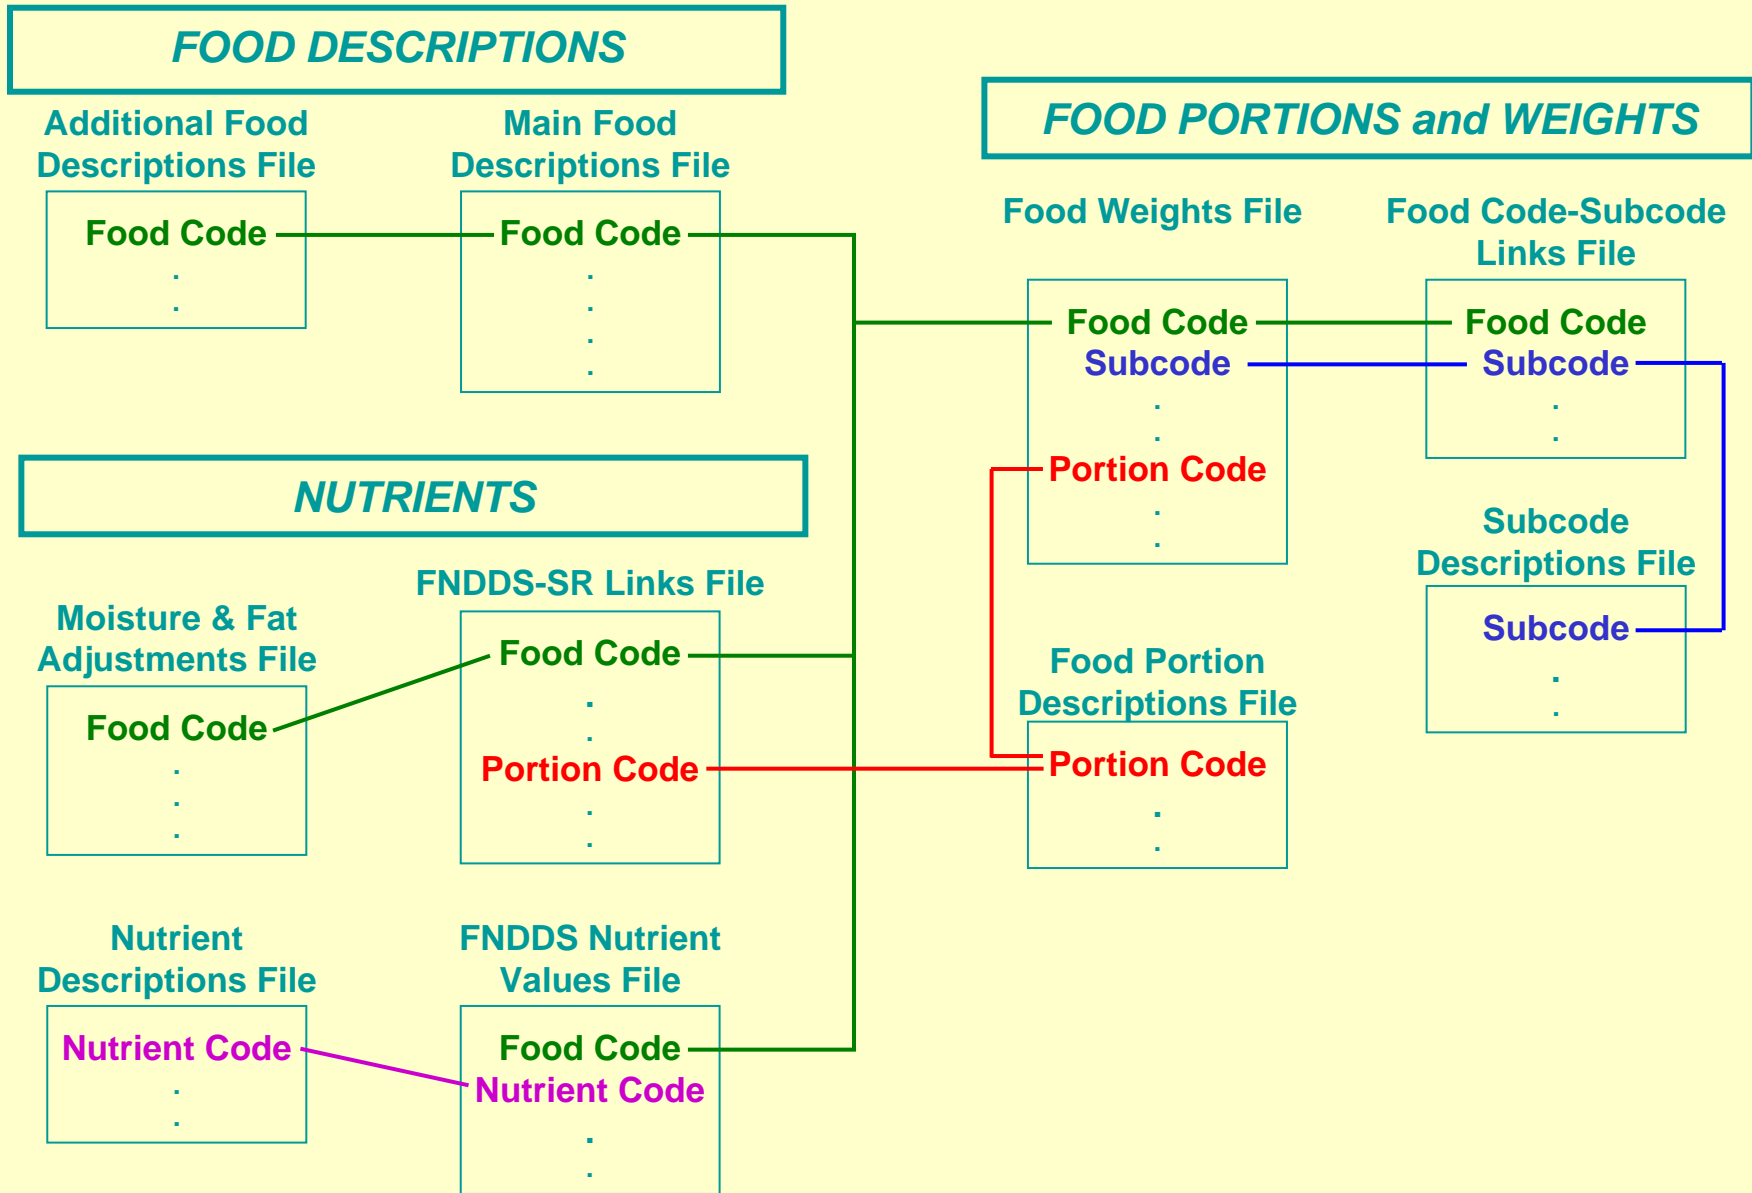 FOOD DESCRIPTIONS
Additional Food
Descriptions File
Food Code
.
.
Main Food
Descriptions File
Food Code
.
.
.
.
NUTRIENTS
Moisture & Fat
Adjustments File
Food Code
.
.
.
FNDDS-SR Links File
Food Code
.
.
Portion Code
.
.
Nutrient
Descriptions File
Nutrient Code
.
.
FNDDS Nutrient
Values File
Food Code
Nutrient Code
.
.
FOOD PORTIONS and WEIGHTS
Food Weights File
Food Code
Subcode
.
.
Portion Code
.
.
Food Code-Subcode
Links File
Food Code
Subcode
.
.
Subcode
Descriptions File
Subcode
.
.
Food Portion
Descriptions File
Portion Code
.
.